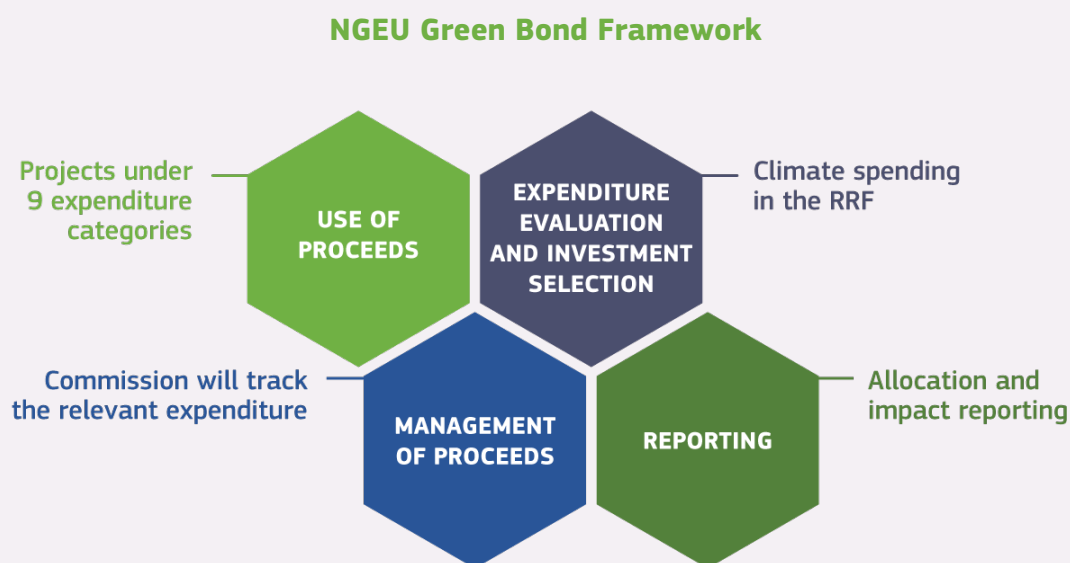 NGEU Green Bond Framework
Projects under
9 expenditure
categories
USE OF
PROCEEDS
EXPENDITURE
EVALUATION
AND INVESTMENT
SELECTION
Climate spending
in the RRF
Commission will track
the relevant expenditure
MANAGEMENT
OF PROCEEDS
REPORTING
Allocation and
impact reporting